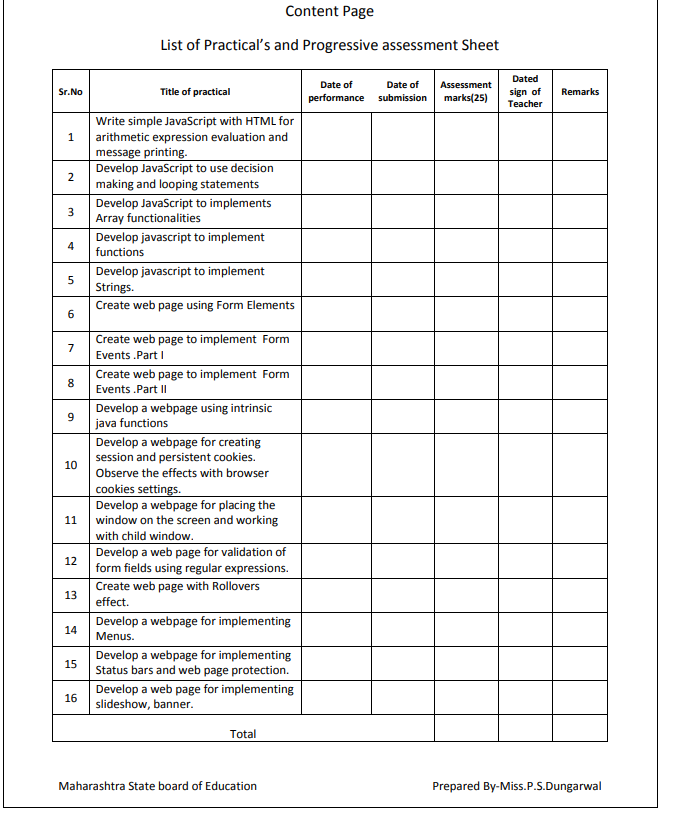 Content Page
List of Practical's and Progressive assessment Sheet
Sr.No
Title of practical
Date of
performance
Date of
submission
Assessment
marks(25)
Dated
sign of
Teacher
Remarks
1
Write simple JavaScript with HTML for
arithmetic expression evaluation and
message printing.
2
Develop JavaScript to use decision
making and looping statements
3
Develop JavaScript to implements
Array functionalities
4
Develop javascript to implement
functions
5
Develop javascript to implement
Strings.
6
Create web page using Form Elements
7
Create web page to implement Form
Events .Part I
8
Create web page to implement Form
Events .Part II
9
Develop a webpage using intrinsic
java functions
10
Develop a webpage for creating
session and persistent cookies.
Observe the effects with browser
cookies settings.
11
Develop a webpage for placing the
window on the screen and working
with child window.
12
Develop a web page for validation of
form fields using regular expressions.
13
Create web page with Rollovers
effect.
14
Develop a webpage for implementing
Menus.
15
Develop a webpage for implementing
Status bars and web page protection.
16
Develop a web page for implementing
slideshow, banner.
Total
Maharashtra State board of Education
Prepared By-Miss.P.S.Dungarwal